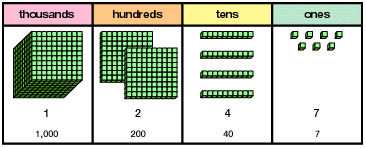 thousands hundreds tens ones
1 2 4 7
1,000 200 40 7